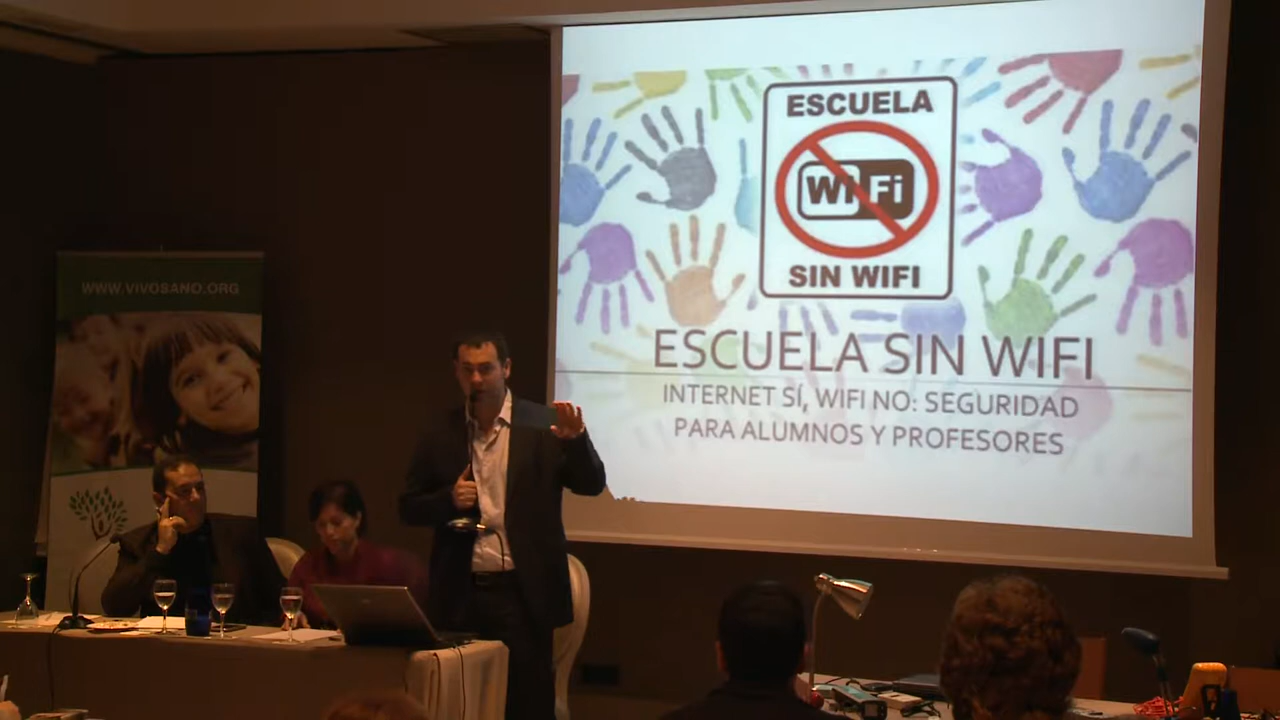 WWW.VIVOSANO.ORG
ESCUELA
WiFi
SIN WIFI
ESCUELA SIN WIFI
INTERNET SÍ, WIFI NO: SEGURIDAD
PARA ALUMNOS Y PROFESORES